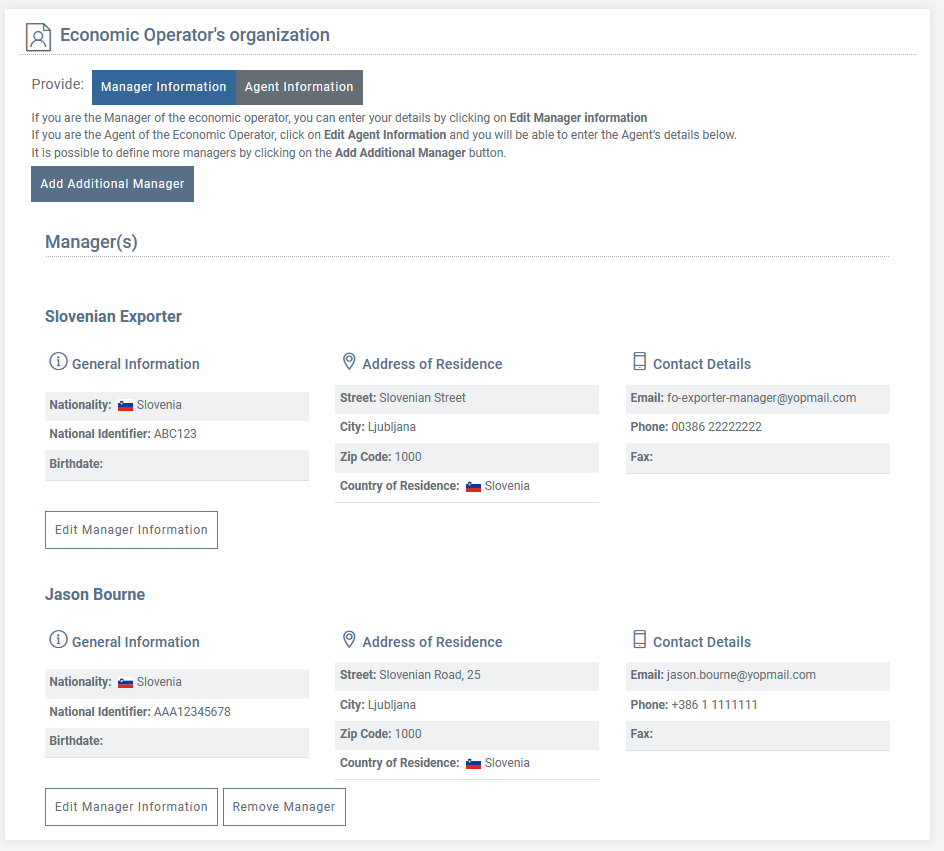 Economic Operator's organization
Provide: Manager Information Agent Information
If you are the Manager of the economic operator, you can enter your details by clicking on Edit Manager information
If you are the Agent of the Economic Operator, click on Edit Agent Information and you will be able to enter the Agent's details below.
It is possible to define more managers by clicking on the Add Additional Manager button.
Add Additional Manager
Manager(s)
Slovenian Exporter
General Information
Nationality: Slovenia
National Identifier: ABC123
Birthdate:
Address of Residence
Street: Slovenian Street
City: Ljubljana
Zip Code: 1000
Country of Residence: Slovenia
Contact Details
Email: fo-exporter-manager@yopmail.com
Phone: 00386 22222222
Fax:
Edit Manager Information
Jason Bourne
General Information
Nationality: Slovenia
National Identifier: AAA12345678
Birthdate:
Address of Residence
Street: Slovenian Road, 25
City: Ljubljana
Zip Code: 1000
Country of Residence: Slovenia
Contact Details
Email: jason.bourne@yopmail.com
Phone: +386 1 1111111
Fax:
Edit Manager Information Remove Manager